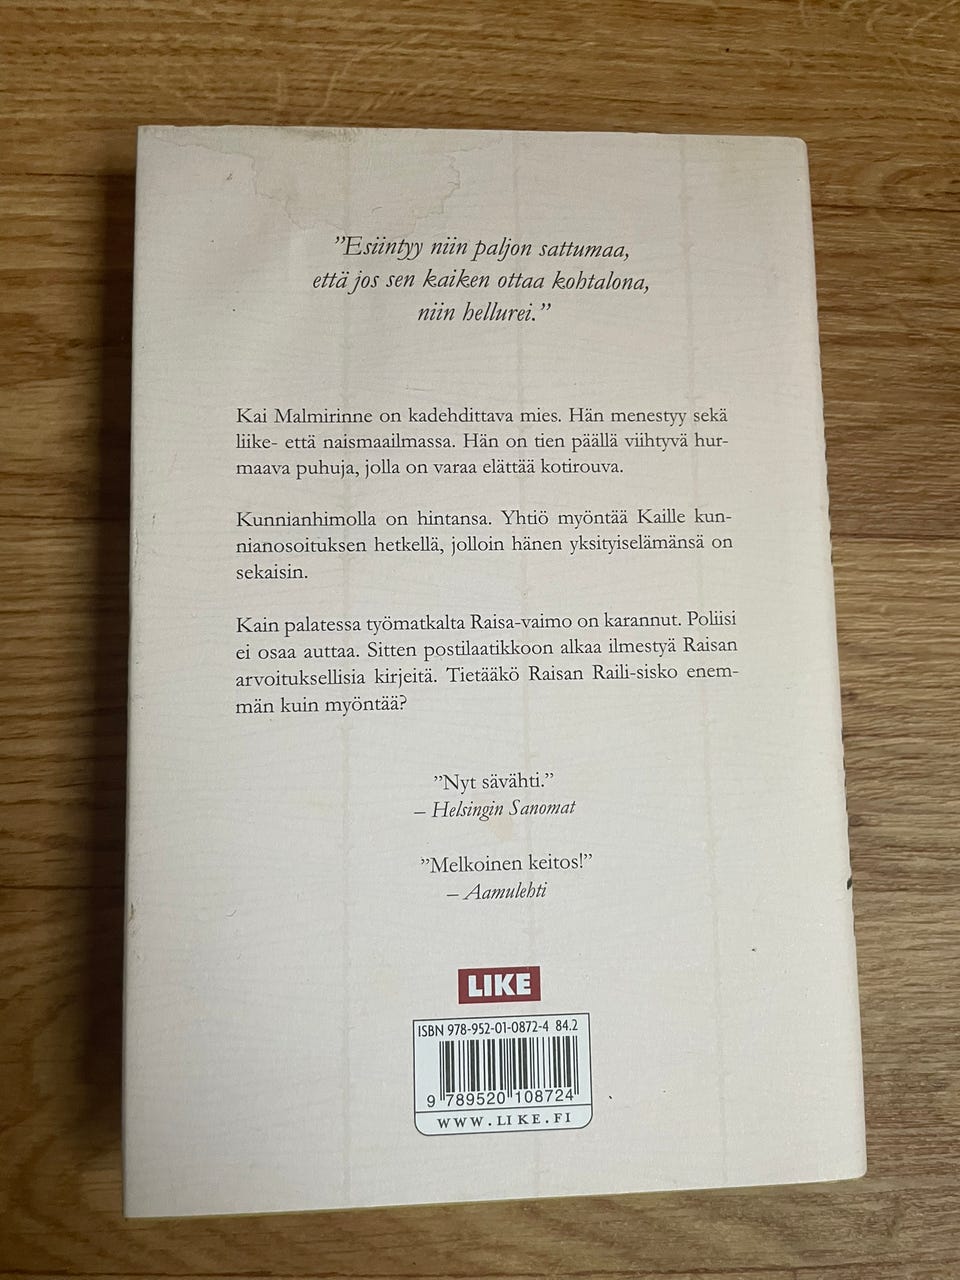 ”Esiintyy niin paljon sattumaa,
että jos sen kaiken ottaa kohtalona,
niin hellurei.”
Kai Malmirinne on kadehdittava mies. Hän menestyy sekä
liike- että naismaailmassa. Hän on tien päällä viihtyvä hur-
maava puhuja, jolla on varaa elättää kotirouva.
Kunnianhimolla on hintansa. Yhtiö myöntää Kaille kun-
nianosoituksen hetkellä, jolloin hänen yksityiselämänsä on
sekaisin.
Kain palatessa työmatkalta Raisa-vaimo on karannut. Poliisi
ei osaa auttaa. Sitten postilaatikkoon alkaa ilmestyä Raisan
arvoituksellisia kirjeitä. Tietääkö Raisan Raili-sisko enem-
män kuin myöntää?
”Nyt sävähti.”
– Helsingin Sanomat
”Melkoinen keitos!”
– Aamulehti
LIKE
ISBN 978-952-01-0872-4 84.2
9 789520 108724
WWW.LIKE.FI